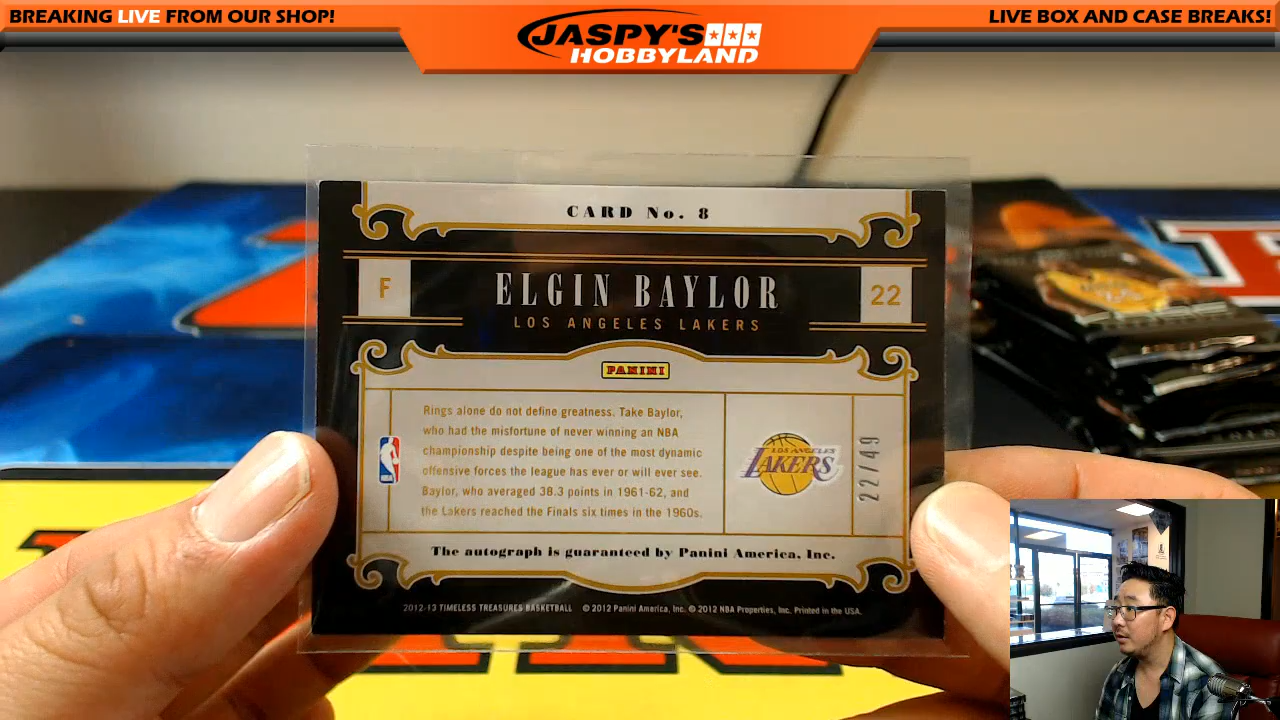 BREAKING LIVE FROM OUR SHOP!
JASPY'S
HOBBYLAND
LIVE BOX AND CASE BREAKS!
CARD No. 8
F
ELGIN BAYLOR
22
LOS ANGELES LAKERS
PANINI
Rings alone do not define greatness. Take Baylor,
who had the misfortune of never winning an NBA
championship despite being one of the most dynamic
offensive forces the league has ever or will ever see.
Baylor, who averaged 38.3 points in 1961-62, and
the Lakers reached the Finals six times in the 1960s.
NBA
LOS ANGELES
LAKERS
22/49
The autograph is guaranteed by Panini America, Inc.
2012-13 TIMELESS TREASURES BASKETBALL © 2012 Panini America, Inc. © 2012 NBA Properties, Inc. Printed in the USA.